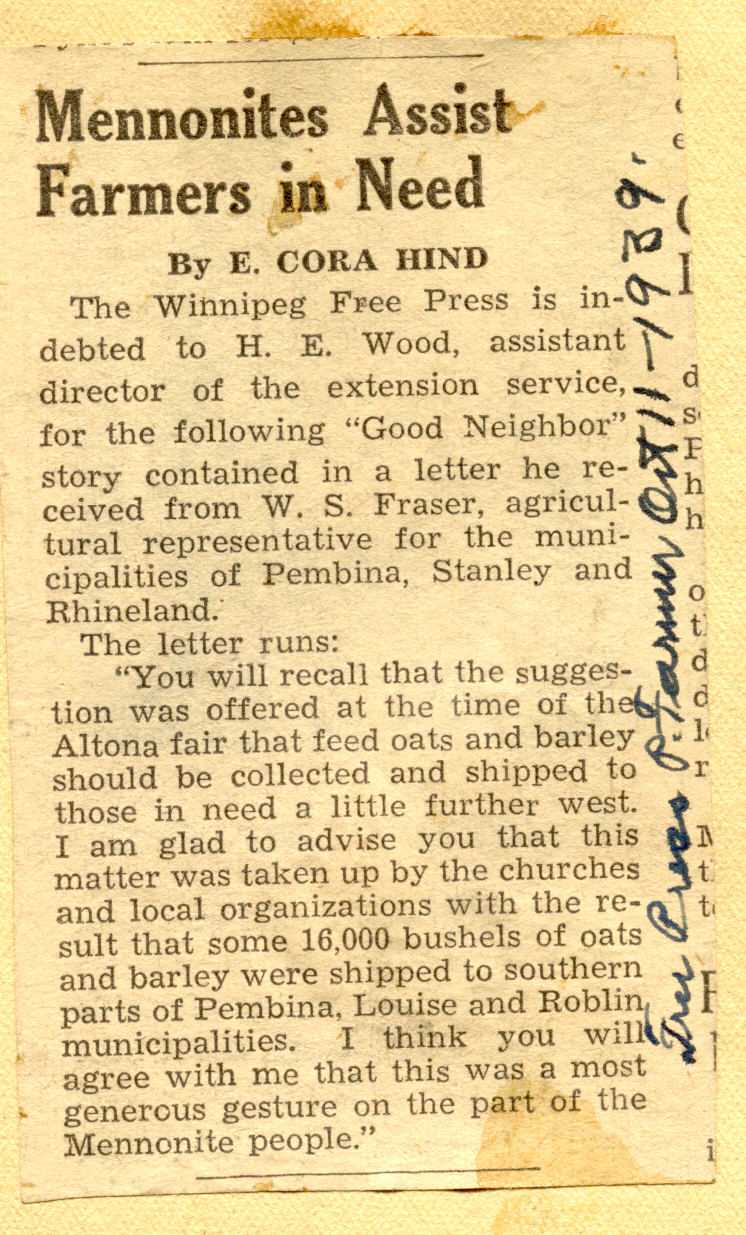 Mennonites Assist
Farmers in Need
By E. CORA HIND
The Winnipeg Free Press is in-
debted to H. E. Wood, assistant
director of the extension service,
for the following “Good Neighbor”
story contained in a letter he re-
ceived from W. S. Fraser, agricul-
tural representative for the muni-
cipalities of Pembina, Stanley and
Rhineland.
The letter runs:
“You will recall that the sugges-
tion was offered at the time of the
Altona fair that feed oats and barley
should be collected and shipped to
those in need a little further west.
I am glad to advise you that this
matter was taken up by the churches
and local organizations with the re-
sult that some 16,000 bushels of oats
and barley were shipped to southern
parts of Pembina, Louise and Roblin
municipalities. I think you will
agree with me that this was a most
generous gesture on the part of the
Mennonite people.”
Free Press P. Farmer Oct 11-1939.